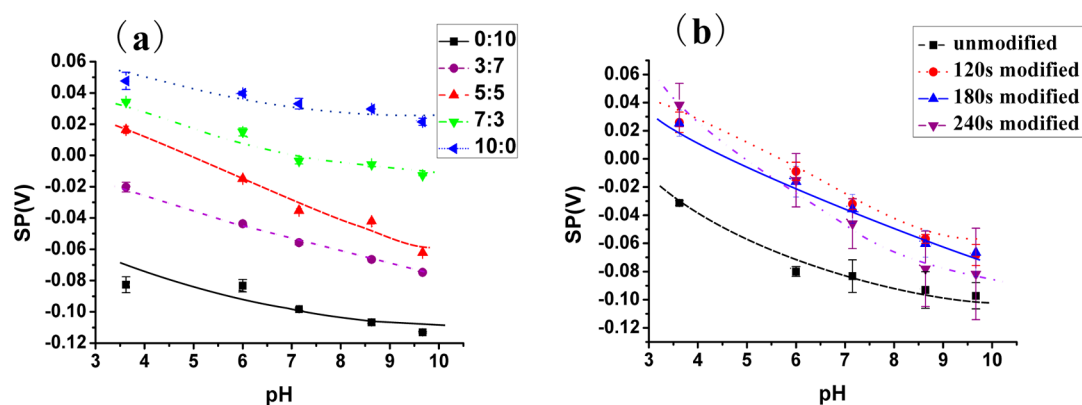 (a)
0:10
3:7
5:5
7:3
10:0
0.06
0.04
0.02
0.00
-0.02
-0.04
-0.06
-0.08
-0.10
-0.12
SP(V)
3 4 5 6 7 8 9 10
pH
(b)
unmodified
120s modified
180s modified
240s modified
0.06
0.04
0.02
0.00
-0.02
-0.04
-0.06
-0.08
-0.10
-0.12
SP(V)
3 4 5 6 7 8 9 10
pH